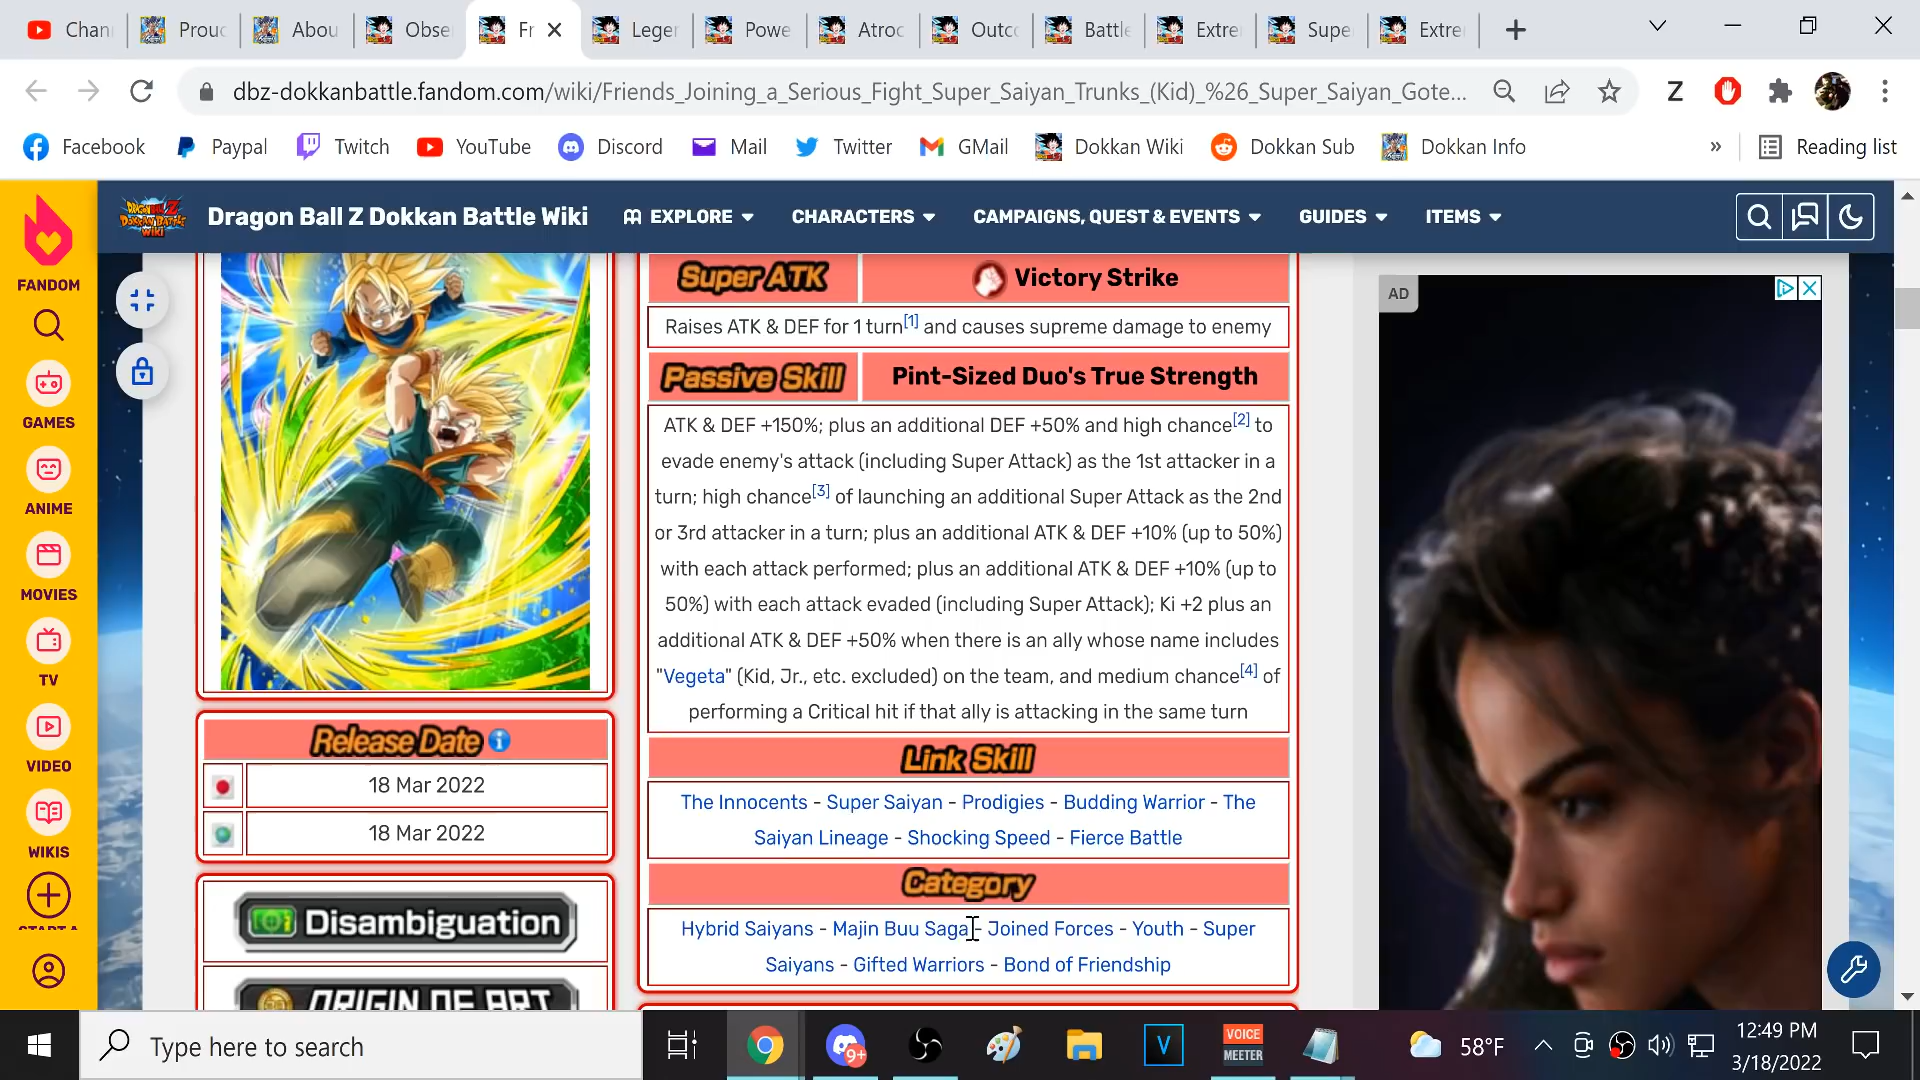 Chan
Prouc
Abou
Obse
Fr
Leger
Powe
Atroc
Outco
Battle
Extre
Supe
Extre
dbz-dokkanbattle.fandom.com/wiki/Friends_Joining_a_Serious_Fight_Super_Saiyan_Trunks_(Kid)_%26_Super_Saiyan_Gote...
Z
Facebook
Paypal
Twitch
YouTube
Discord
Mail
Twitter
GMail
Dokkan Wiki
Dokkan Sub
Dokkan Info
»
Reading list
Dragon Ball Z Dokkan Battle Wiki
EXPLORE
CHARACTERS
CAMPAIGNS, QUEST & EVENTS
GUIDES
ITEMS
FANDOM
GAMES
ANIME
MOVIES
TV
VIDEO
WIKIS
START A
Super ATK
Victory Strike
Raises ATK & DEF for 1 turn[1] and causes supreme damage to enemy
Passive Skill
Pint-Sized Duo's True Strength
ATK & DEF +150%; plus an additional DEF +50% and high chance[2] to
evade enemy's attack (including Super Attack) as the 1st attacker in a
turn; high chance[3] of launching an additional Super Attack as the 2nd
or 3rd attacker in a turn; plus an additional ATK & DEF +10% (up to 50%)
with each attack performed; plus an additional ATK & DEF +10% (up to
50%) with each attack evaded (including Super Attack); Ki +2 plus an
additional ATK & DEF +50% when there is an ally whose name includes
"Vegeta" (Kid, Jr., etc. excluded) on the team, and medium chance[4] of
performing a Critical hit if that ally is attacking in the same turn
Link Skill
The Innocents - Super Saiyan - Prodigies - Budding Warrior - The
Saiyan Lineage - Shocking Speed - Fierce Battle
Category
Hybrid Saiyans - Majin Buu Saga - Joined Forces - Youth - Super
Saiyans - Gifted Warriors - Bond of Friendship
Release Date
18 Mar 2022
18 Mar 2022
Disambiguation
ORIGIN OF ART
AD
Type here to search
9+
V
VOICE
MEETER
58°F
12:49 PM
3/18/2022